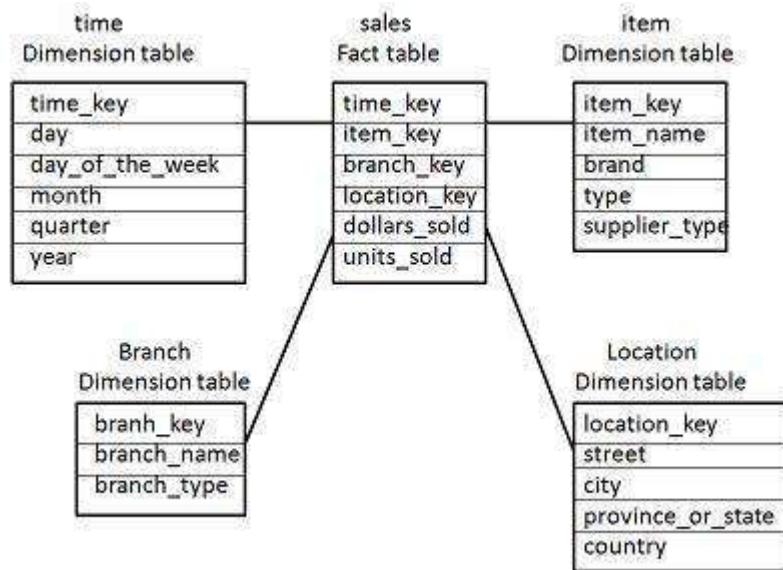 time
Dimension table
time_key
day
day_of_the_week
month
quarter
year
sales
Fact table
time_key
item_key
branch_key
location_key
dollars_sold
units_sold
item
Dimension table
item_key
item_name
brand
type
supplier_type
Branch
Dimension table
branh_key
branch_name
branch_type
Location
Dimension table
location_key
street
city
province_or_state
country